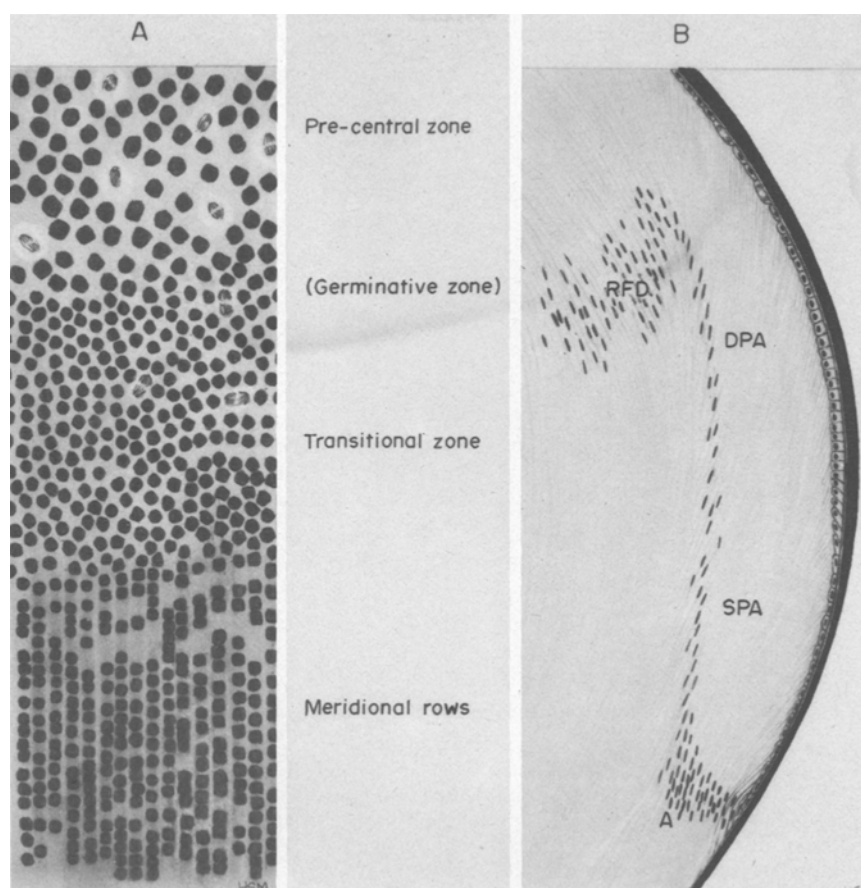 A
B
Pre-central zone
(Germinative zone)
RFD
DPA
Transitional zone
SPA
Meridional rows
A